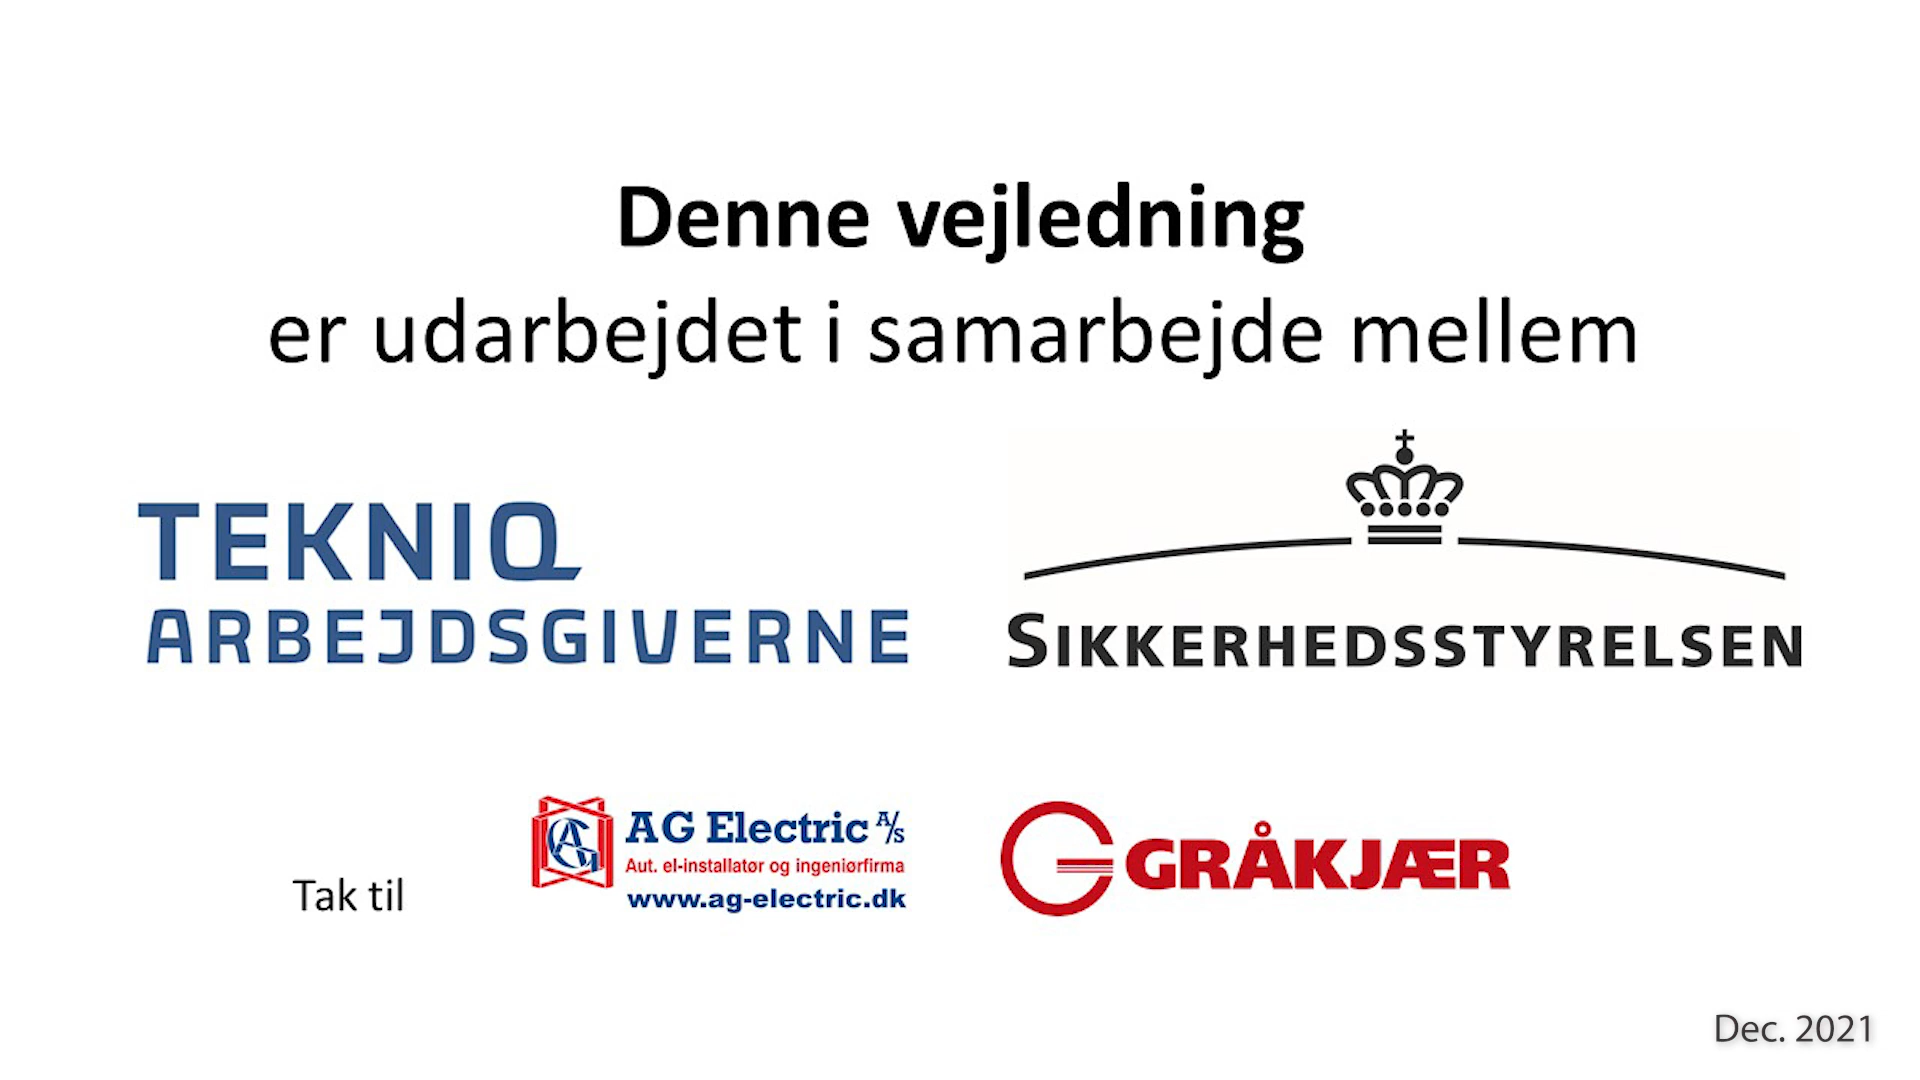 Denne vejledning
er udarbejdet i samarbejde mellem
TEKNIQ
ARBEJDSGIVERNE
SIKKERHEDSSTYRELSEN
Tak til
AG Electric A/S
Aut. el-installatør og ingeniørfirma
www.ag-electric.dk
GRÅKJÆR
Dec. 2021